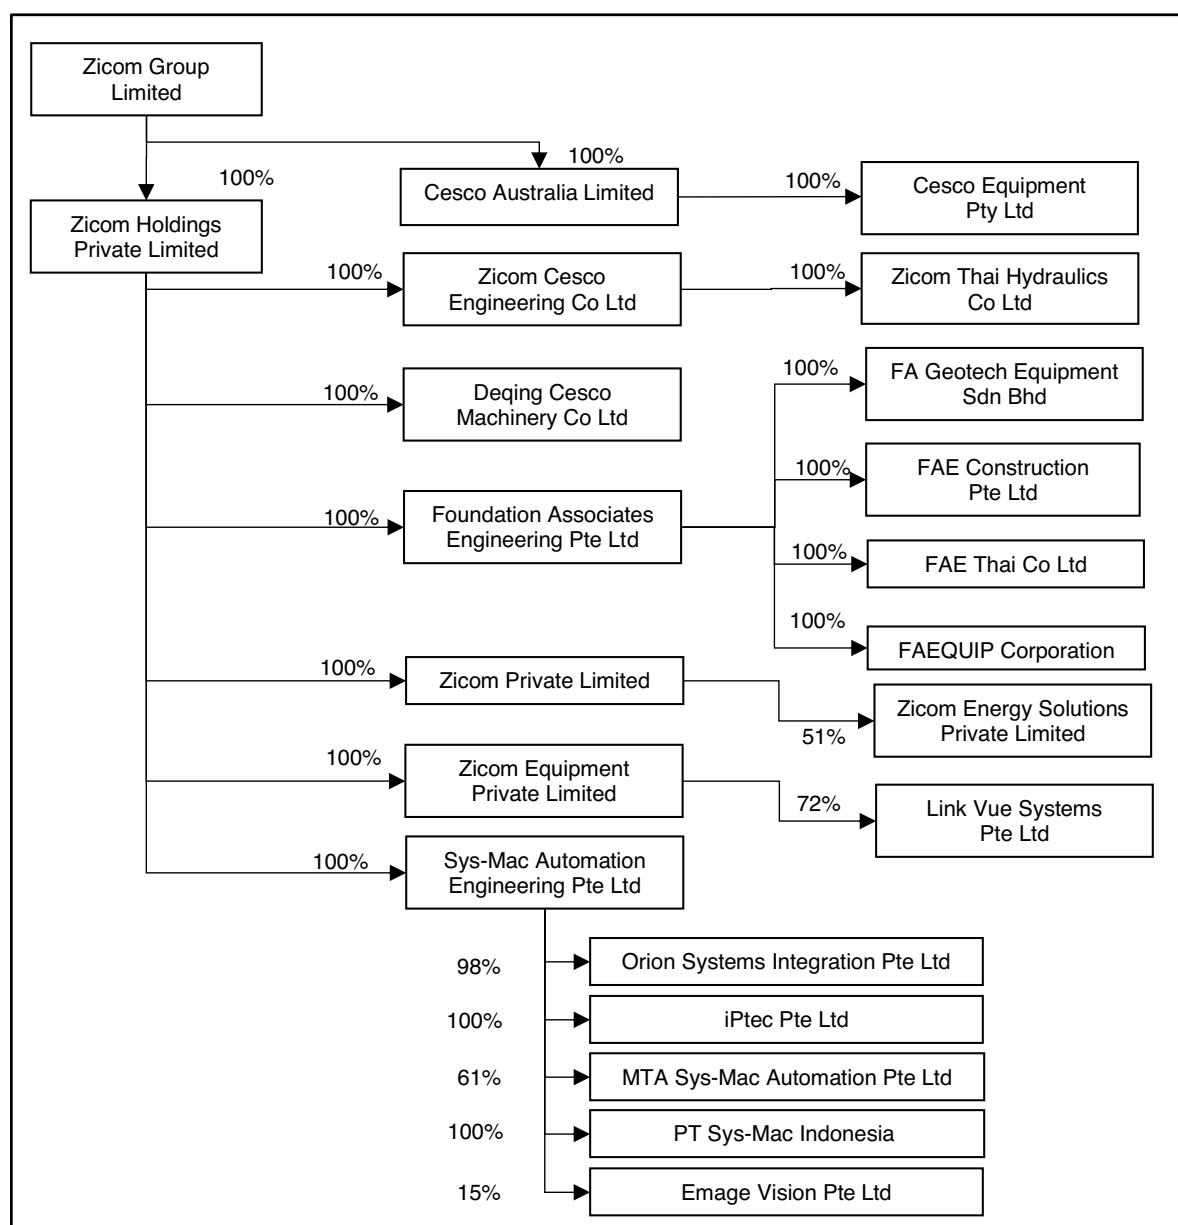 Zicom Group
Limited
100%
100%
Cesco Australia Limited
100%
Cesco Equipment
Pty Ltd
Zicom Holdings
Private Limited
100%
Zicom Cesco
Engineering Co Ltd
100%
Zicom Thai Hydraulics
Co Ltd
100%
Deqing Cesco
Machinery Co Ltd
100%
FA Geotech Equipment
Sdn Bhd
100%
FAE Construction
Pte Ltd
100%
Foundation Associates
Engineering Pte Ltd
100%
FAE Thai Co Ltd
100%
FAEQUIP Corporation
100%
Zicom Private Limited
51%
Zicom Energy Solutions
Private Limited
100%
Zicom Equipment
Private Limited
72%
Link Vue Systems
Pte Ltd
100%
Sys-Mac Automation
Engineering Pte Ltd
98%
Orion Systems Integration Pte Ltd
100%
iPtec Pte Ltd
61%
MTA Sys-Mac Automation Pte Ltd
100%
PT Sys-Mac Indonesia
15%
Emage Vision Pte Ltd